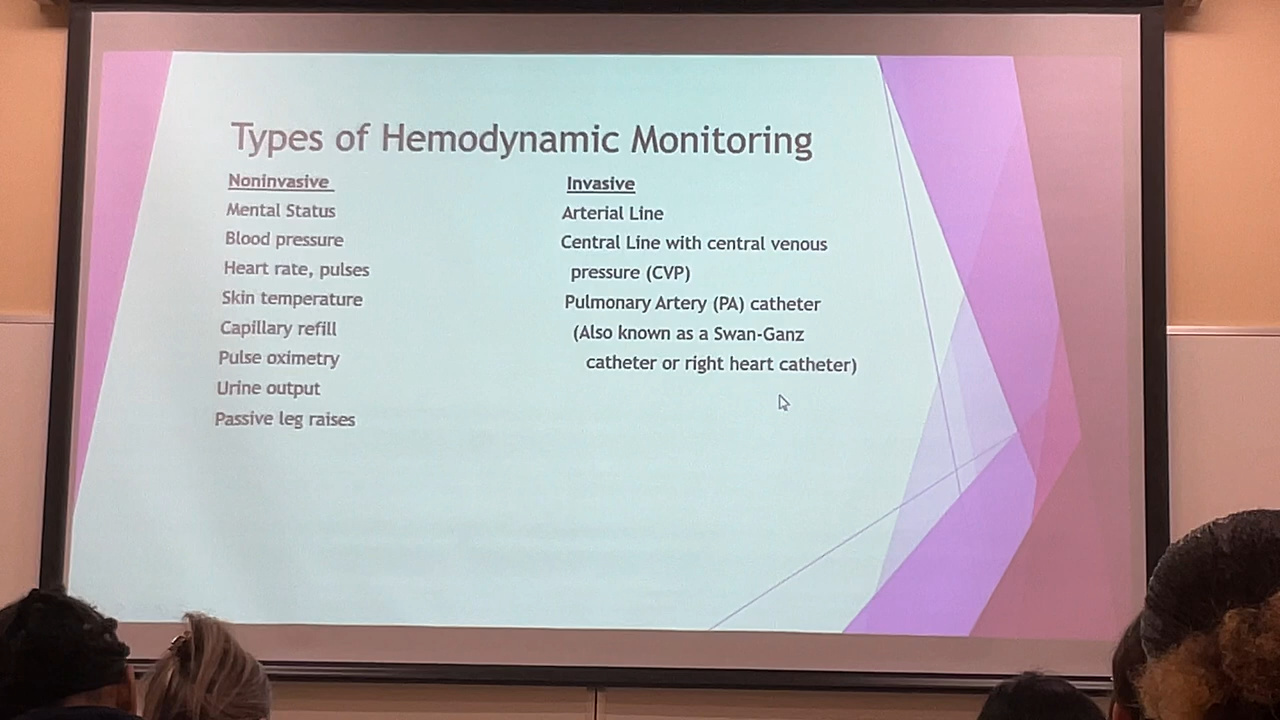 Types of Hemodynamic Monitoring
Noninvasive
Mental Status
Blood pressure
Heart rate, pulses
Skin temperature
Capillary refill
Pulse oximetry
Urine output
Passive leg raises
Invasive
Arterial Line
Central Line with central venous
pressure (CVP)
Pulmonary Artery (PA) catheter
(Also known as a Swan-Ganz
catheter or right heart catheter)